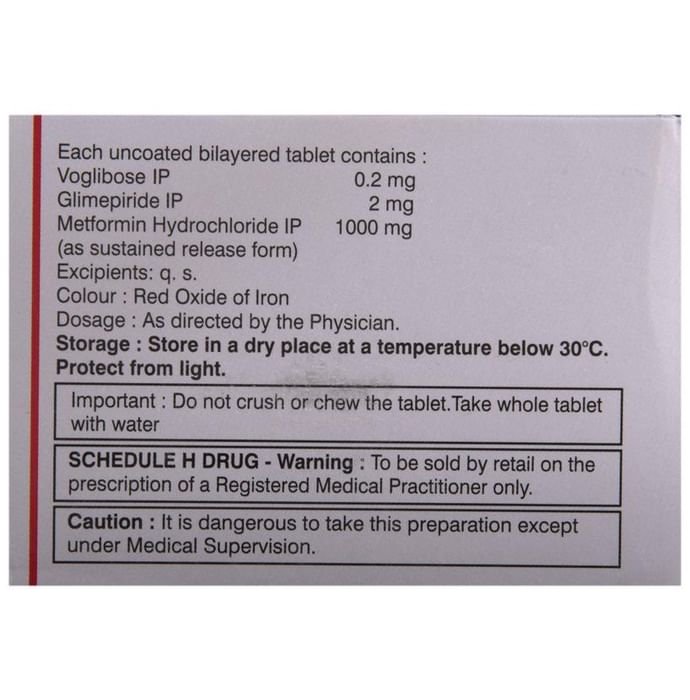 Each uncoated bilayered tablet contains :
Voglibose IP 0.2 mg
Glimepiride IP 2 mg
Metformin Hydrochloride IP 1000 mg
(as sustained release form)
Excipients: q. s.
Colour : Red Oxide of Iron
Dosage : As directed by the Physician.
Storage : Store in a dry place at a temperature below 30°C.
Protect from light.
Important : Do not crush or chew the tablet.Take whole tablet
with water
SCHEDULE H DRUG - Warning : To be sold by retail on the
prescription of a Registered Medical Practitioner only.
Caution : It is dangerous to take this preparation except
under Medical Supervision.